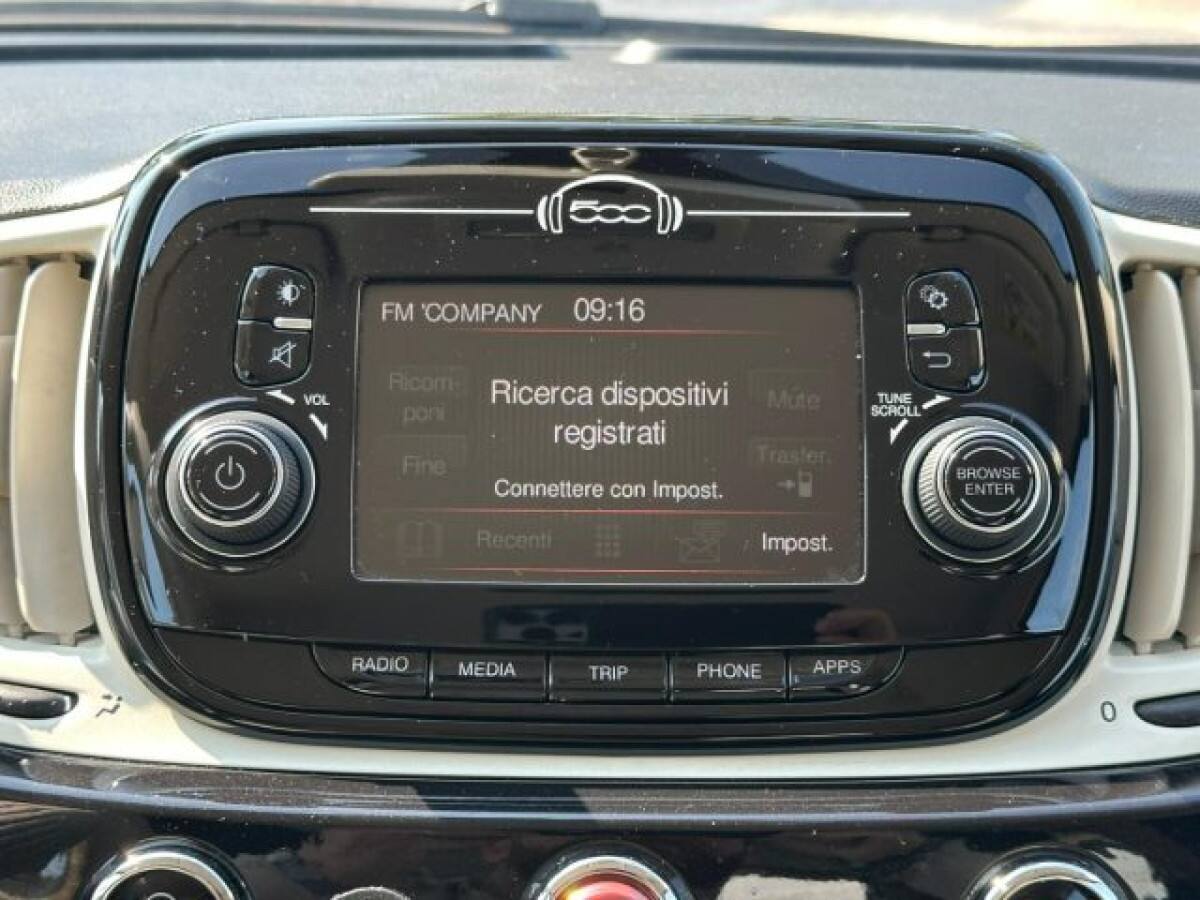 500
FM 'COMPANY 09:16
Ricom-
poni
Ricerca dispositivi
registrati
Mute
Fine
Trasfer.
Connettere con Impost.
Recenti
Impost.
VOL
TUNE
SCROLL
BROWSE
ENTER
RADIO
MEDIA
TRIP
PHONE
APPS
0